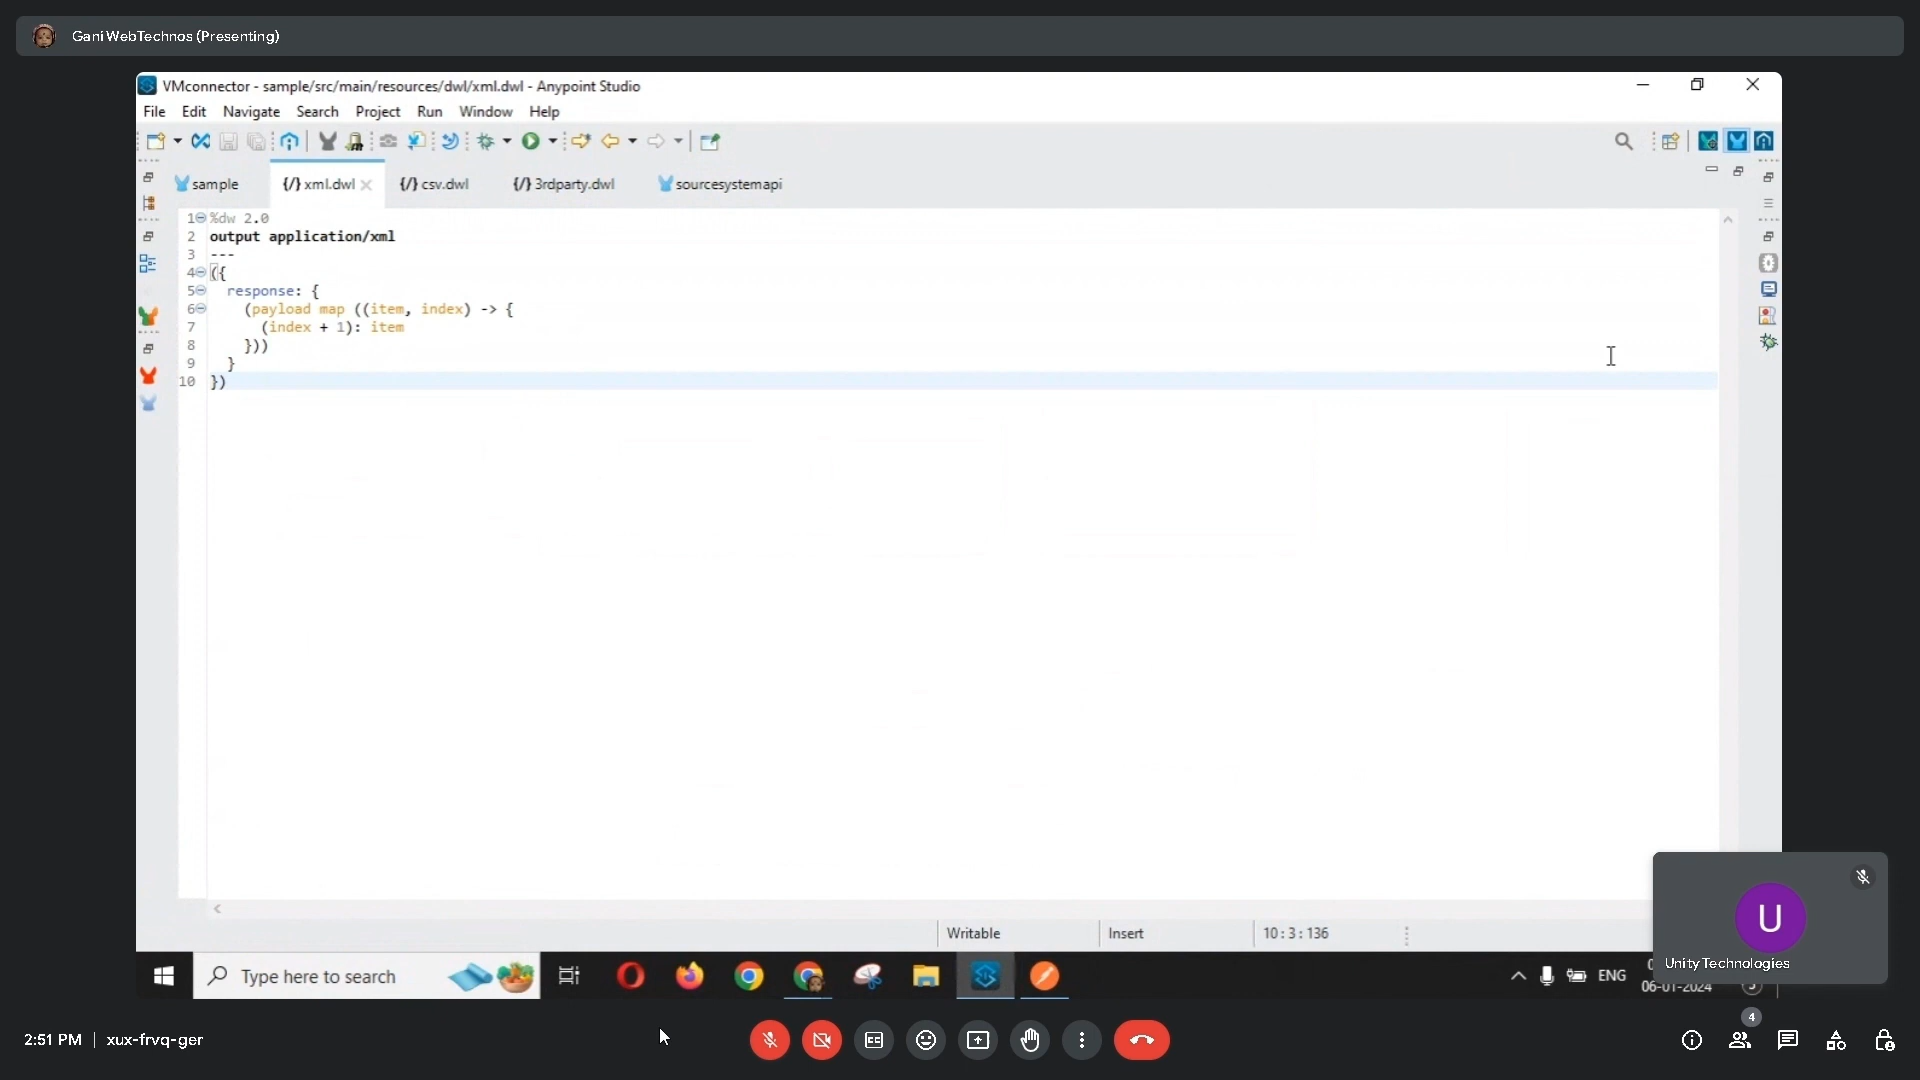 Gani WebTechnos (Presenting)
VMconnector - sample/src/main/resources/dwl/xml.dwl - Anypoint Studio
File Edit Navigate Search Project Run Window Help
sample {/} xml.dwl {/} csv.dwl {/} 3rdparty.dwl sourcesystemapi
1 %dw 2.0
2 output application/xml
3 ---
4 ({
5 response: {
6 (payload map ((item, index) -> {
7 (index + 1): item
8 }))
9 }
10 })
Writable Insert 10 : 3 : 136
Type here to search
ENG
06-01-2024
U
Unity Technologies
2:51 PM | xux-frvq-ger
4